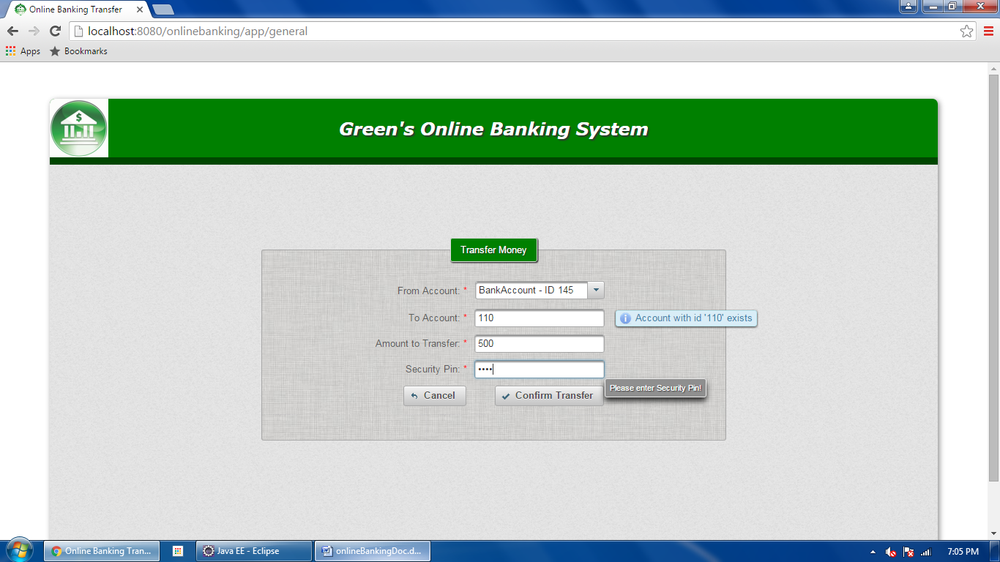 Online Banking Transfer
localhost:8080/onlinebanking/app/general
Apps Bookmarks
$
Green's Online Banking System
Transfer Money
From Account: * BankAccount - ID 145
To Account: * 110 Account with id '110' exists
Amount to Transfer: * 500
Security Pin: * ••••
Please enter Security Pin!
Cancel Confirm Transfer
Online Banking Tran... Java EE - Eclipse onlineBankingDoc.d... 7:05 PM